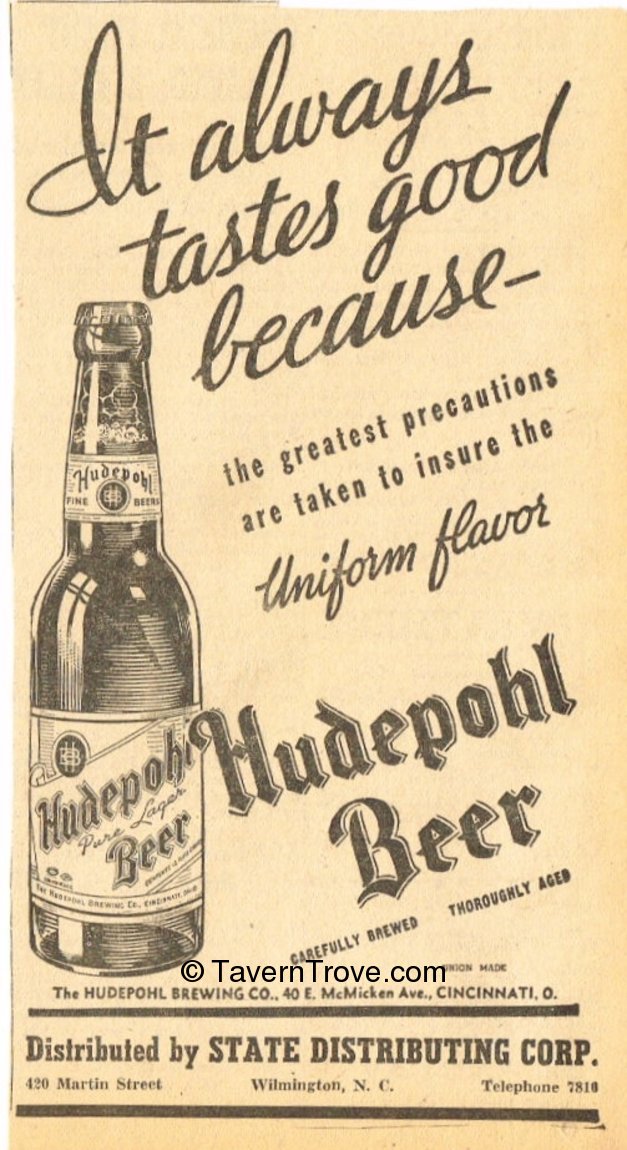 It always
tastes good
because-
the greatest precautions
are taken to insure the
Uniform flavor
Hudepohl
FINE BEERS
Hudepohl
Beer
Hudepohl
Pure Lager
Beer
THE HUDEPOHL BREWING CO., CINCINNATI, OHIO
CAREFULLY BREWED THOROUGHLY AGED
UNION MADE
© TavernTrove.com
The HUDEPOHL BREWING CO., 40 E. McMicken Ave., CINCINNATI, O.
Distributed by STATE DISTRIBUTING CORP.
420 Martin Street Wilmington, N. C. Telephone 7810